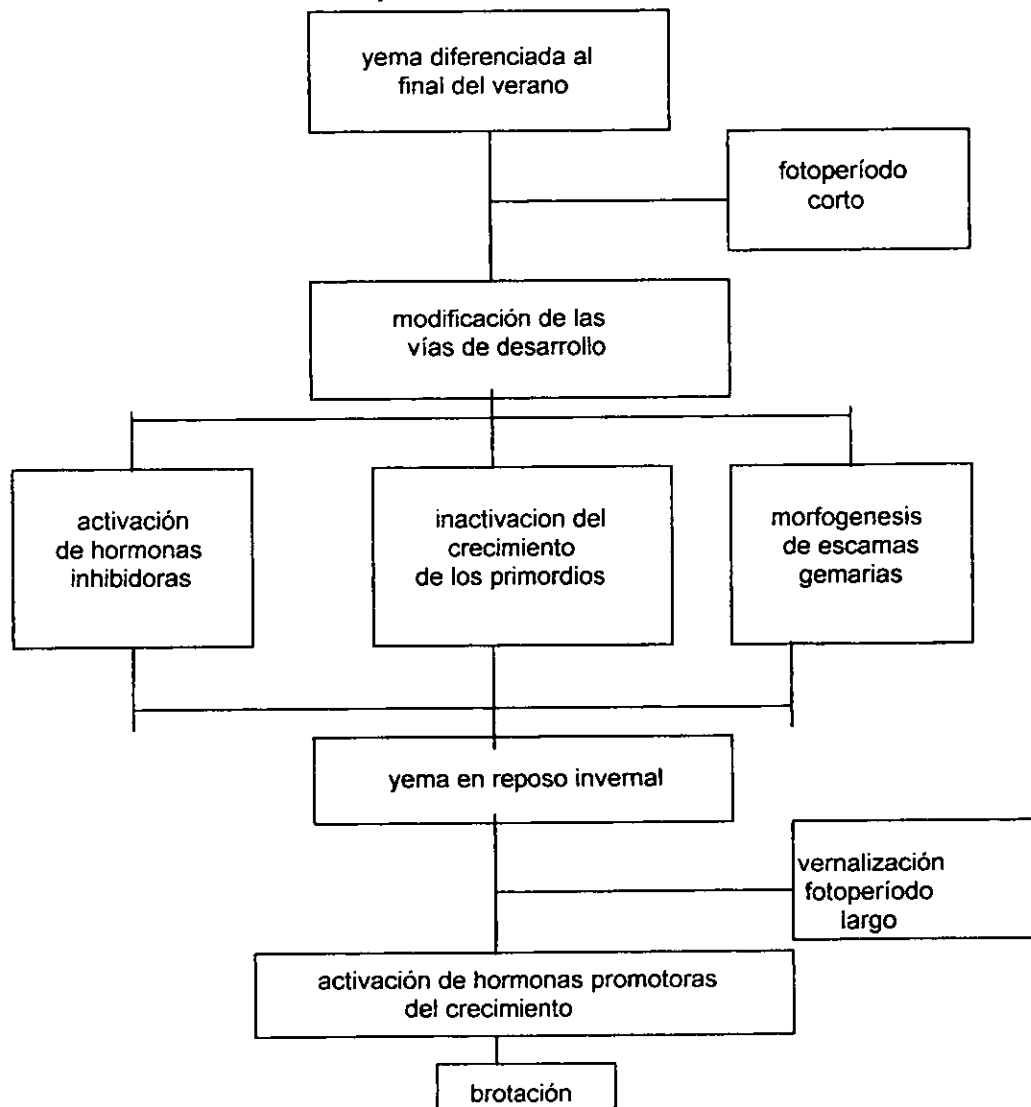 yema diferenciada al
final del verano
fotoperíodo
corto
modificación de las
vías de desarrollo
activación
de hormonas
inhibidoras
inactivacion del
crecimiento
de los primordios
morfogenesis
de escamas
gemarias
yema en reposo invernal
vernalización
fotoperíodo
largo
activación de hormonas promotoras
del crecimiento
brotación